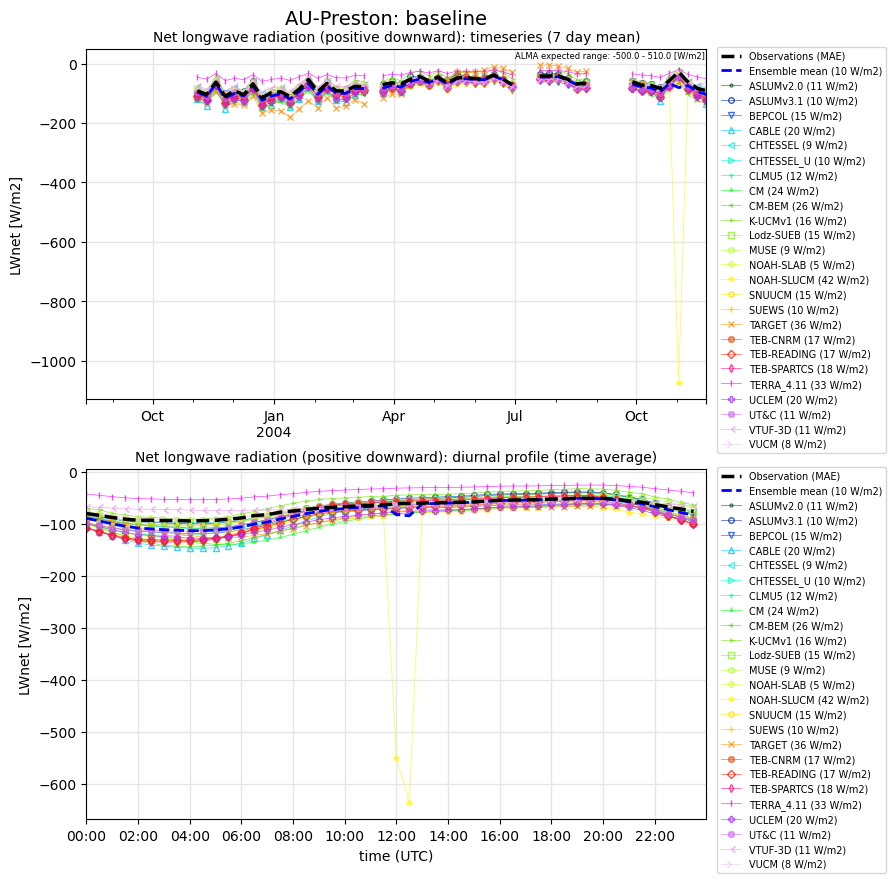 AU-Preston: baseline
Net longwave radiation (positive downward): timeseries (7 day mean)
ALMA expected range: -500.0 - 510.0 [W/m2]
LWnet [W/m2]
0
−200
−400
−600
−800
−1000
Oct
Jan
2004
Apr
Jul
Oct
Observations (MAE)
Ensemble mean (10 W/m2)
ASLUMv2.0 (11 W/m2)
ASLUMv3.1 (10 W/m2)
BEPCOL (15 W/m2)
CABLE (20 W/m2)
CHTESSEL (9 W/m2)
CHTESSEL_U (10 W/m2)
CLMU5 (12 W/m2)
CM (24 W/m2)
CM-BEM (26 W/m2)
K-UCMv1 (16 W/m2)
Lodz-SUEB (15 W/m2)
MUSE (9 W/m2)
NOAH-SLAB (5 W/m2)
NOAH-SLUCM (42 W/m2)
SNUUCM (15 W/m2)
SUEWS (10 W/m2)
TARGET (36 W/m2)
TEB-CNRM (17 W/m2)
TEB-READING (17 W/m2)
TEB-SPARTCS (18 W/m2)
TERRA_4.11 (33 W/m2)
UCLEM (20 W/m2)
UT&C (11 W/m2)
VTUF-3D (11 W/m2)
VUCM (8 W/m2)
Net longwave radiation (positive downward): diurnal profile (time average)
LWnet [W/m2]
0
−100
−200
−300
−400
−500
−600
00:00
02:00
04:00
06:00
08:00
10:00
12:00
14:00
16:00
18:00
20:00
22:00
time (UTC)
Observation (MAE)
Ensemble mean (10 W/m2)
ASLUMv2.0 (11 W/m2)
ASLUMv3.1 (10 W/m2)
BEPCOL (15 W/m2)
CABLE (20 W/m2)
CHTESSEL (9 W/m2)
CHTESSEL_U (10 W/m2)
CLMU5 (12 W/m2)
CM (24 W/m2)
CM-BEM (26 W/m2)
K-UCMv1 (16 W/m2)
Lodz-SUEB (15 W/m2)
MUSE (9 W/m2)
NOAH-SLAB (5 W/m2)
NOAH-SLUCM (42 W/m2)
SNUUCM (15 W/m2)
SUEWS (10 W/m2)
TARGET (36 W/m2)
TEB-CNRM (17 W/m2)
TEB-READING (17 W/m2)
TEB-SPARTCS (18 W/m2)
TERRA_4.11 (33 W/m2)
UCLEM (20 W/m2)
UT&C (11 W/m2)
VTUF-3D (11 W/m2)
VUCM (8 W/m2)